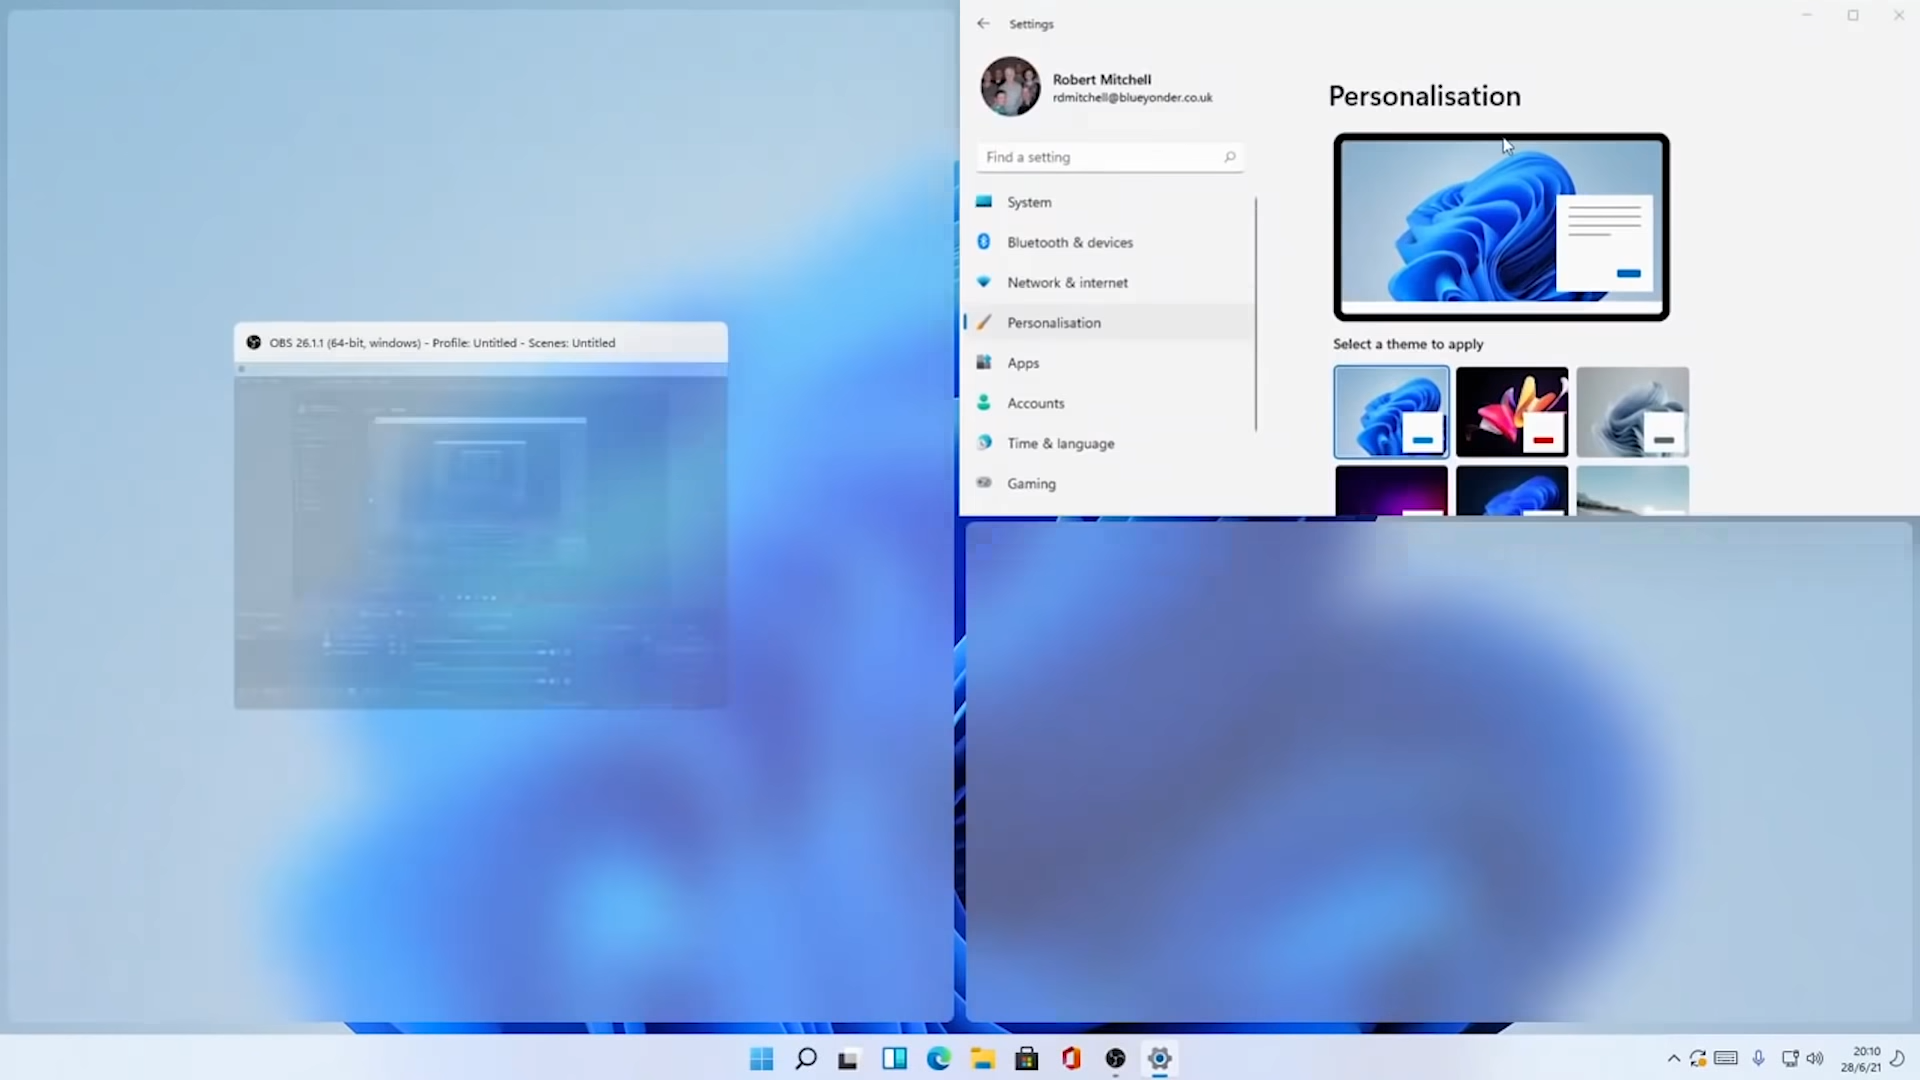 Settings
Robert Mitchell
rdmitchell@blueyonder.co.uk
Find a setting
System
Bluetooth & devices
Network & internet
Personalisation
Apps
Accounts
Time & language
Gaming
Personalisation
Select a theme to apply
OBS 26.1.1 (64-bit, windows) - Profile: Untitled - Scenes: Untitled
20:10
28/6/21